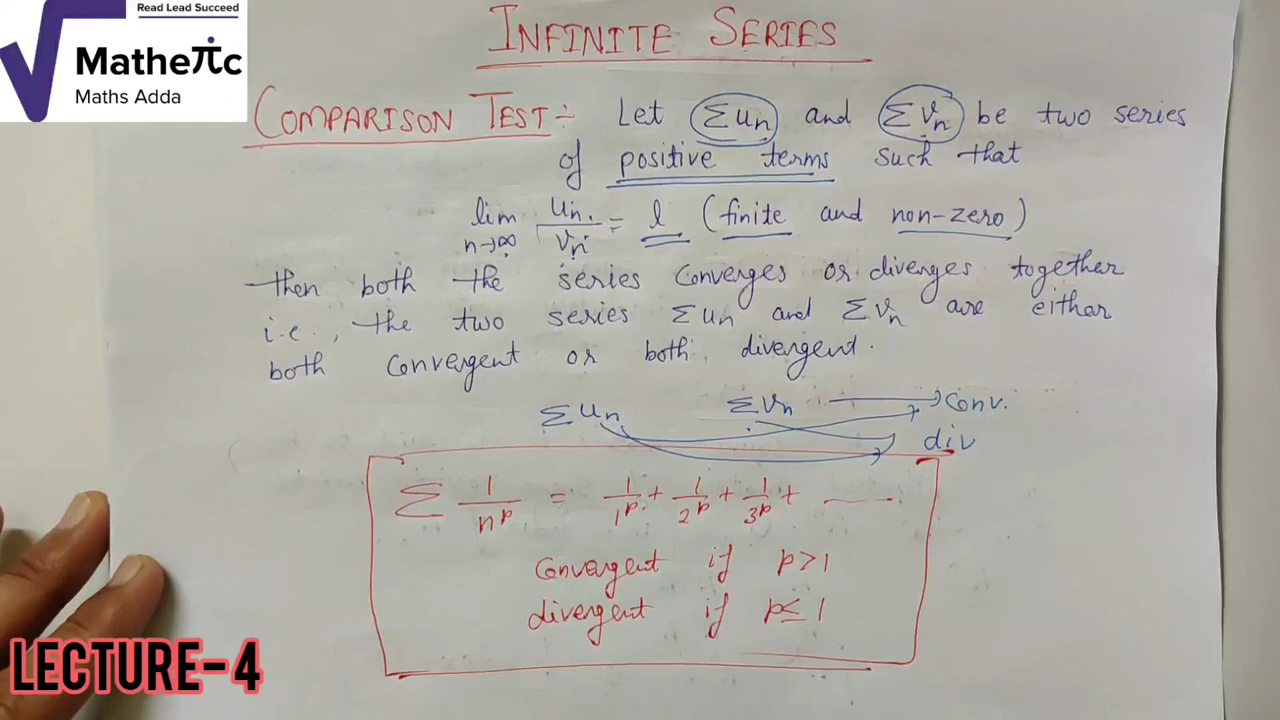 Read Lead Succeed
Matheπc
Maths Adda
INFINITE SERIES
COMPARISON TEST:- Let Σun and Σvn be two series
of positive terms such that
lim n→∞ un/vn = l (finite and non-zero)
then both the series converges or diverges together
i.e., the two series Σun and Σvn are either
both convergent or both divergent.
Σun Σvn conv.
div
Σ 1/n^p = 1/1^p + 1/2^p + 1/3^p + ——
Convergent if p>1
divergent if p≤1
LECTURE-4